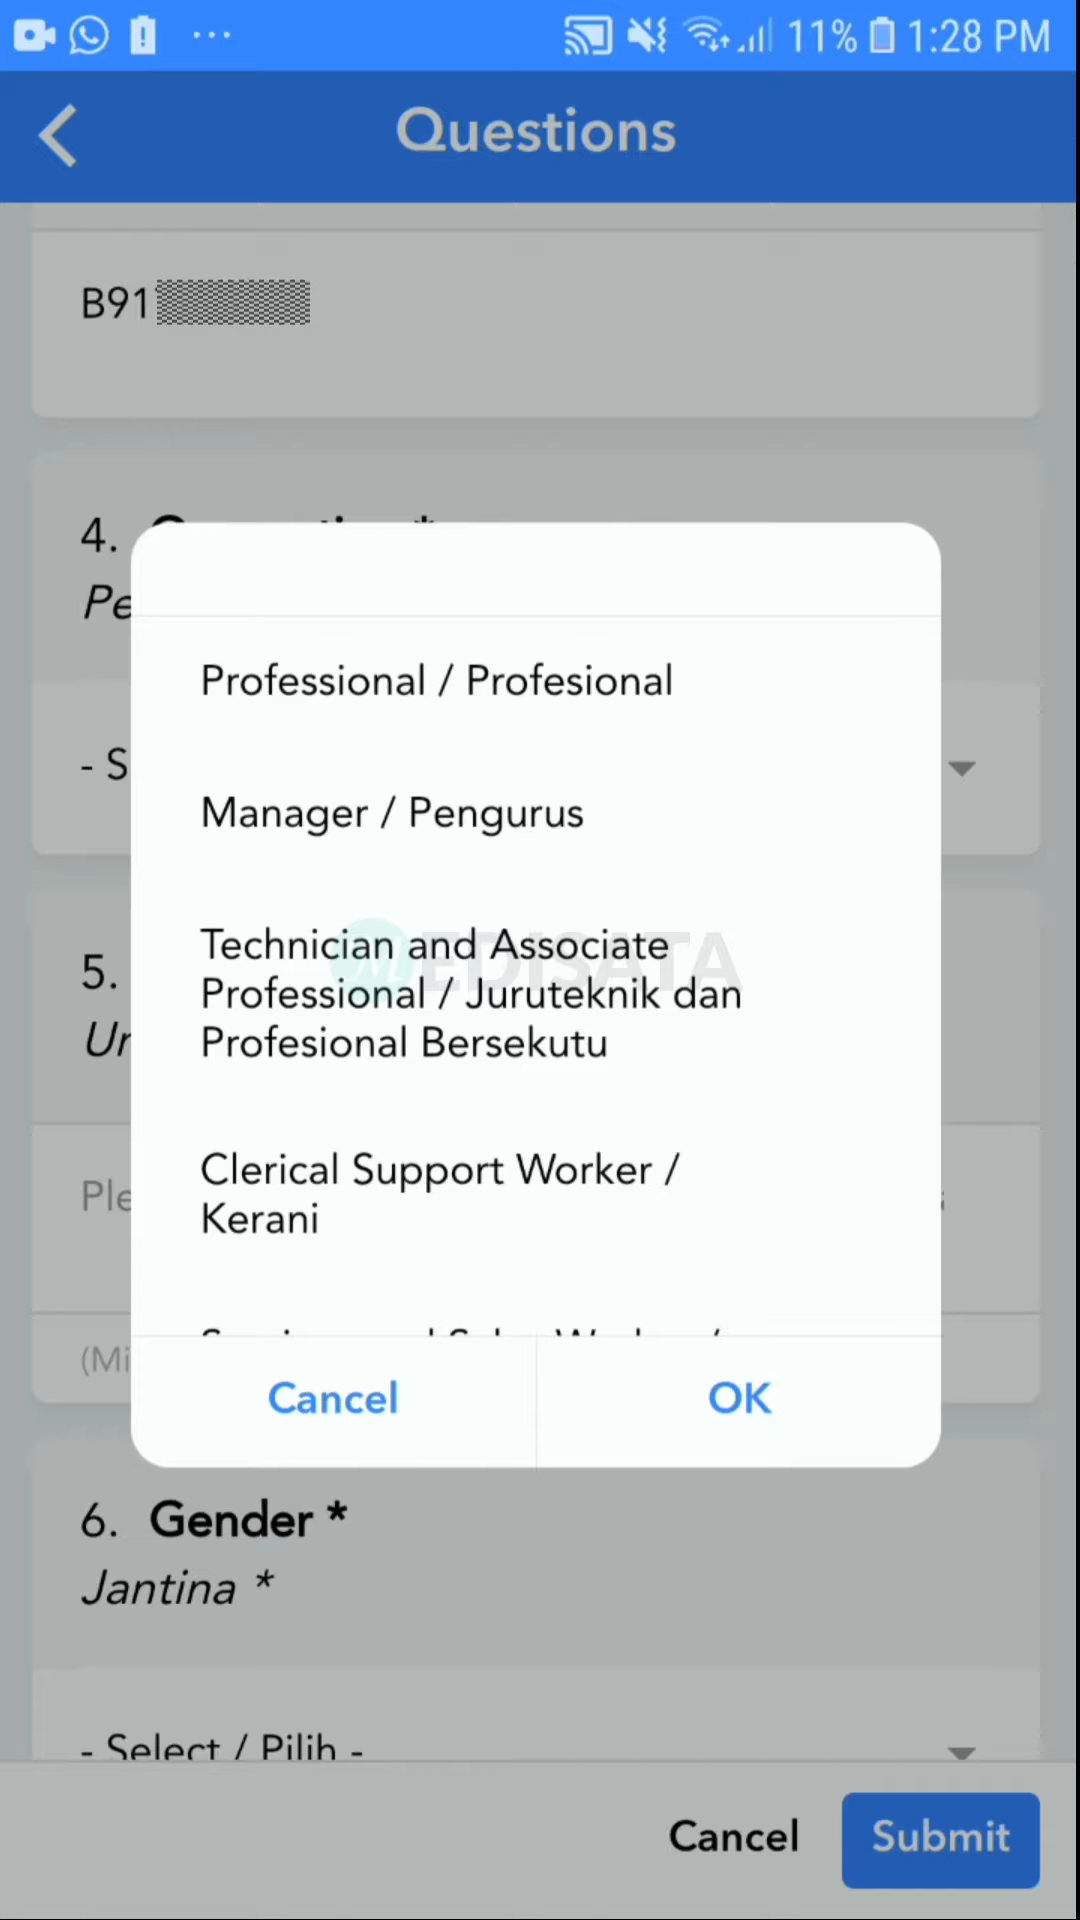 11% 1:28 PM
Questions
B91
4.
Pe
- S
Professional / Profesional
Manager / Pengurus
Technician and Associate
Professional / Juruteknik dan
Profesional Bersekutu
MEDISATA
5.
Ur
Ple
Clerical Support Worker /
Kerani
(Mi
Cancel OK
6. Gender *
Jantina *
- Select / Pilih -
Cancel Submit